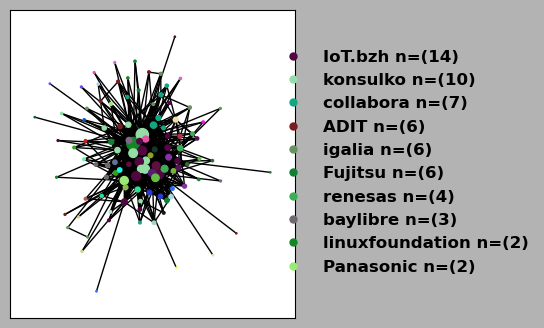 IoT.bzh n=(14)
konsulko n=(10)
collabora n=(7)
ADIT n=(6)
igalia n=(6)
Fujitsu n=(6)
renesas n=(4)
baylibre n=(3)
linuxfoundation n=(2)
Panasonic n=(2)